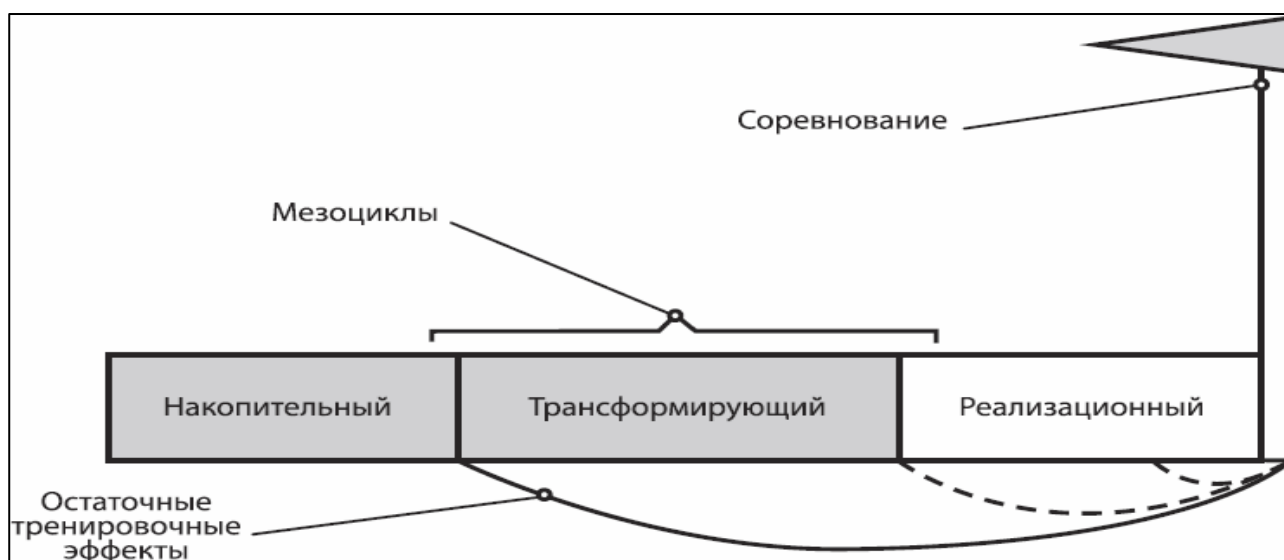 Соревнование
Мезоциклы
Накопительный
Трансформирующий
Реализационный
Остаточные
тренировочные
эффекты